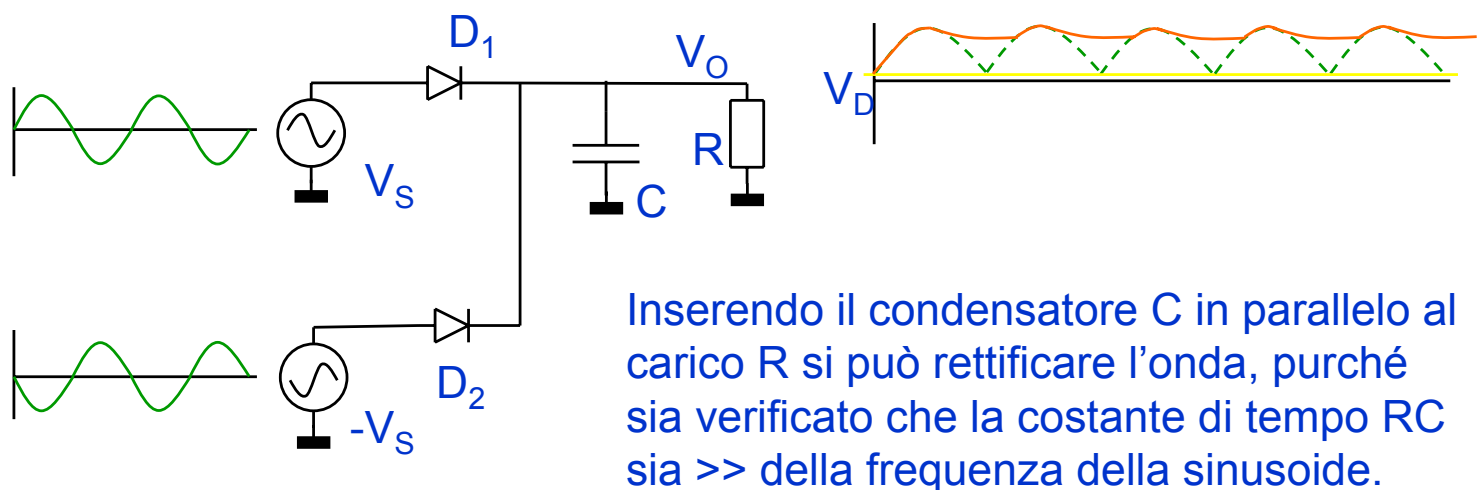 D1
VO
VD
R
VS
C
D2
-VS
Inserendo il condensatore C in parallelo al
carico R si può rettificare l’onda, purché
sia verificato che la costante di tempo RC
sia >> della frequenza della sinusoide.